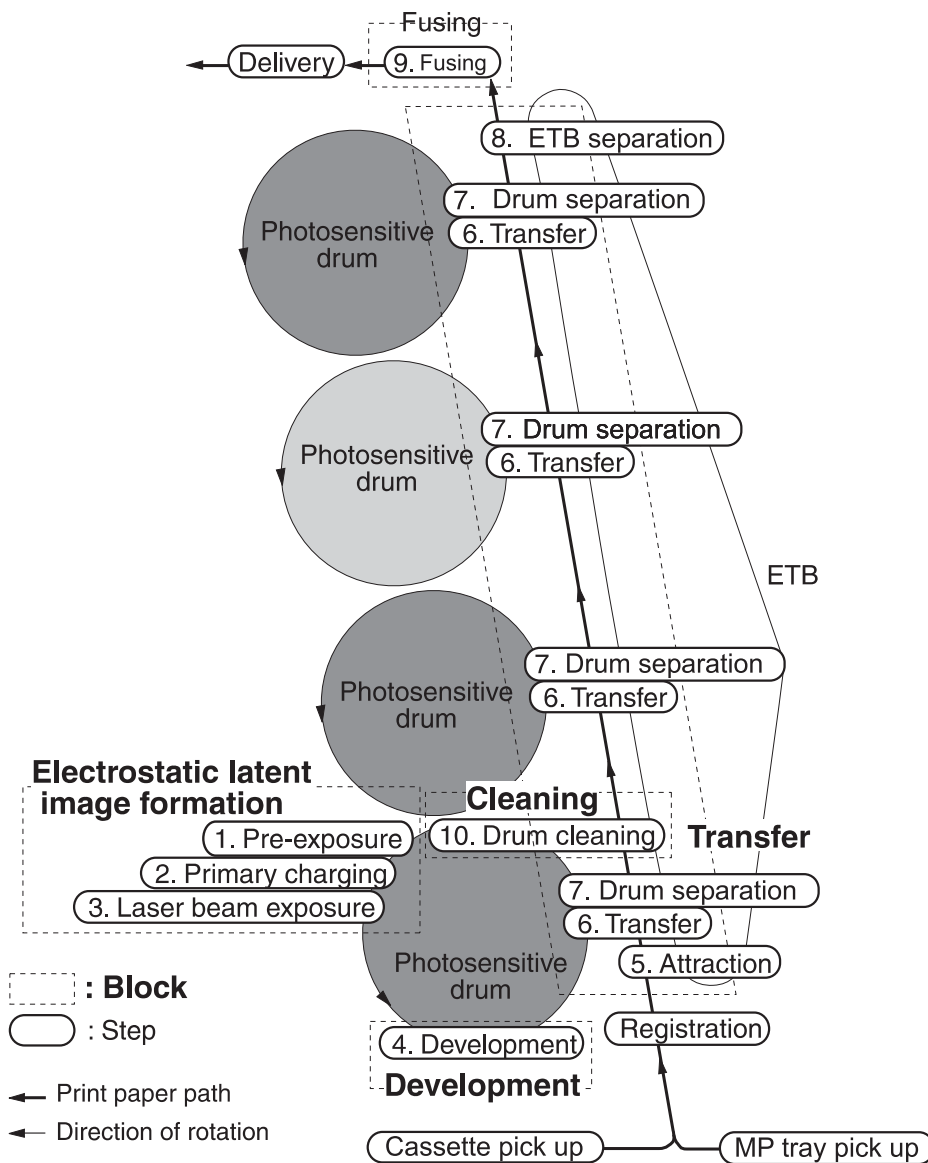 Fusing
Delivery
9. Fusing
8. ETB separation
7. Drum separation
6. Transfer
Photosensitive
drum
7. Drum separation
6. Transfer
Photosensitive
drum
ETB
7. Drum separation
6. Transfer
Photosensitive
drum
Electrostatic latent
image formation
1. Pre-exposure
2. Primary charging
3. Laser beam exposure
Cleaning
10. Drum cleaning
Transfer
7. Drum separation
6. Transfer
5. Attraction
Photosensitive
drum
: Block
: Step
Registration
4. Development
Development
Print paper path
Direction of rotation
Cassette pick up
MP tray pick up